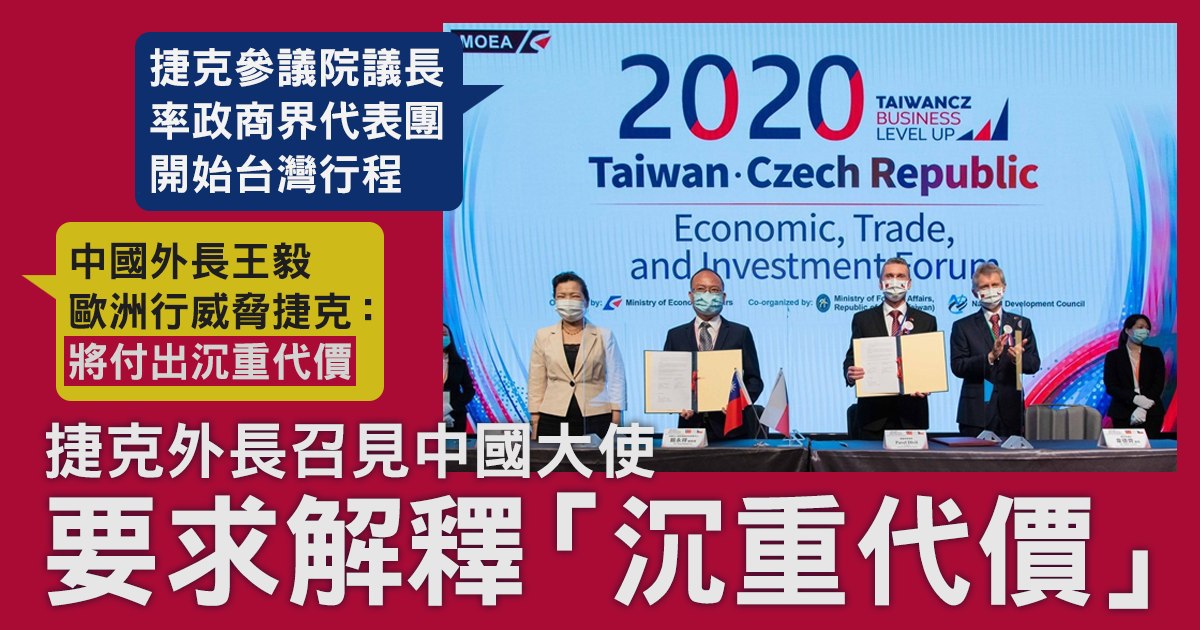 捷克參議院議長
率政商界代表團
開始台灣行程
中國外長王毅
歐洲行威脅捷克：
將付出沉重代價
MOEA
2020
TAIWANCZ
BUSINESS
LEVEL UP
Taiwan·Czech Republic
Economic, Trade,
and Investment Forum
by:
Ministry of Economic Affairs
Co-organized by:
Ministry of Foreign Affairs,
Republic of China (Taiwan)
National Development Council
捷克外長召見中國大使
要求解釋「沉重代價」